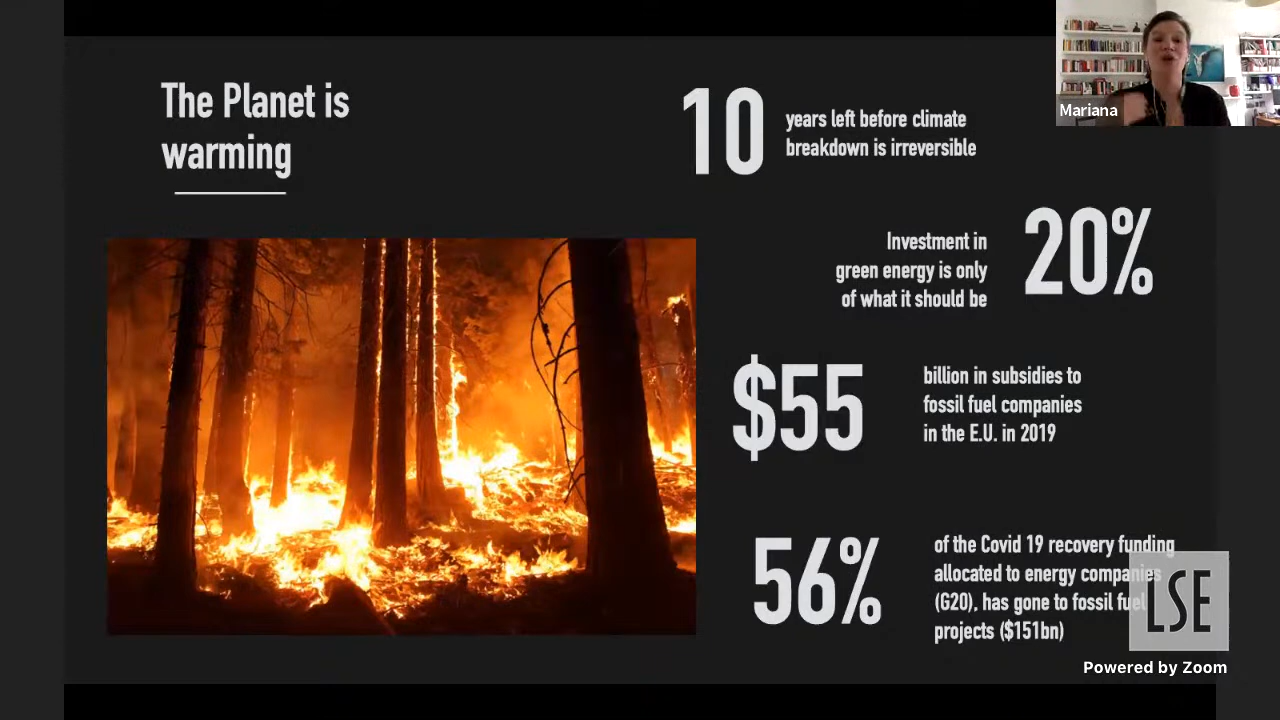 The Planet is
warming
10
years left before climate
breakdown is irreversible
Mariana
Investment in
green energy is only
of what it should be
20%
$55
billion in subsidies to
fossil fuel companies
in the E.U. in 2019
56%
of the Covid 19 recovery funding
allocated to energy companies
(G20), has gone to fossil fuel
projects ($151bn)
LSE
Powered by Zoom